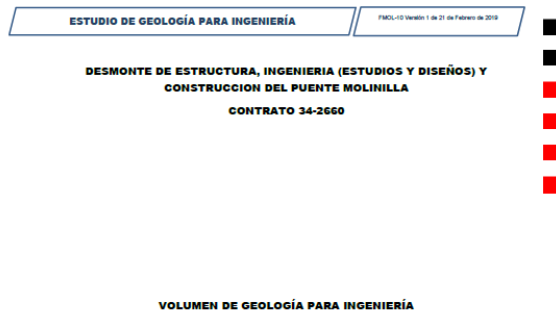 ESTUDIO DE GEOLOGÍA PARA INGENIERÍA
FMOL-10 Versión 1 de 21 de Febrero de 2019
DESMONTE DE ESTRUCTURA, INGENIERIA (ESTUDIOS Y DISEÑOS) Y
CONSTRUCCION DEL PUENTE MOLINILLA
CONTRATO 34-2660
VOLUMEN DE GEOLOGÍA PARA INGENIERÍA